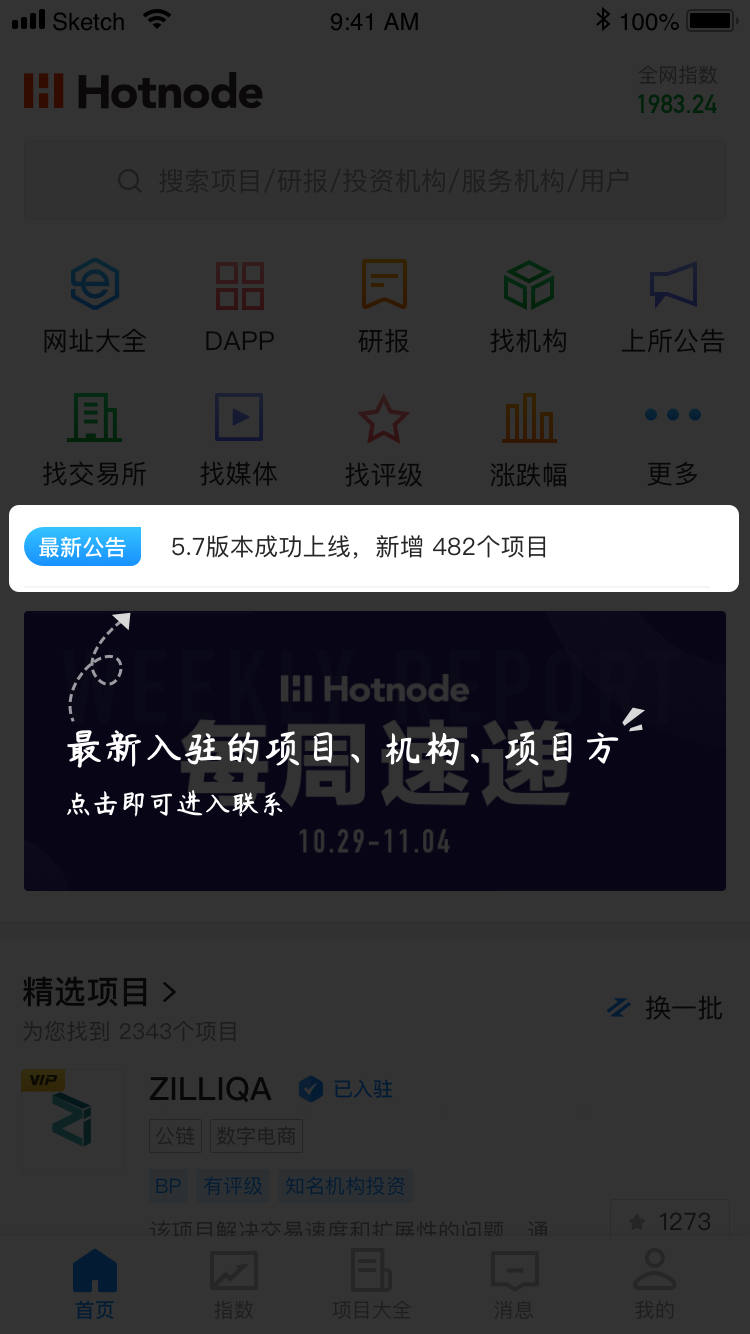 Sketch 9:41 AM 100%
Hotnode
全网指数
1983.24
搜索项目/研报/投资机构/服务机构/用户
网址大全 DAPP 研报 找机构 上所公告
找交易所 找媒体 找评级 涨跌幅 更多
最新公告 5.7版本成功上线，新增 482个项目
WEEKLY REPORT
Hotnode
每周速递
最新入驻的项目、机构、项目方
点击即可进入联系
10.29-11.04
精选项目 >
换一批
为您找到 2343个项目
VIP
ZILLIQA 已入驻
公链 数字电商
BP 有评级 知名机构投资
该项目解决交易速度和扩展性的问题，通
1273
首页 指数 项目大全 消息 我的